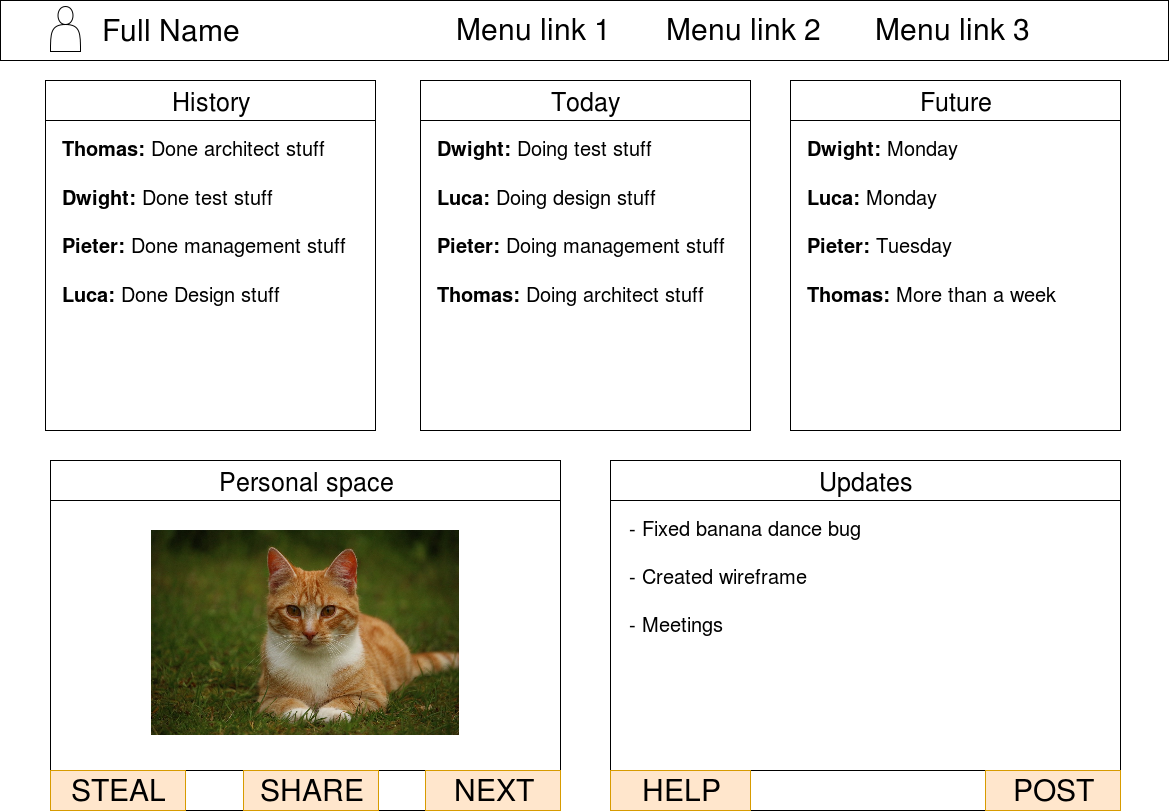 Full Name
Menu link 1
Menu link 2
Menu link 3
History
Thomas: Done architect stuff
Dwight: Done test stuff
Pieter: Done management stuff
Luca: Done Design stuff
Today
Dwight: Doing test stuff
Luca: Doing design stuff
Pieter: Doing management stuff
Thomas: Doing architect stuff
Future
Dwight: Monday
Luca: Monday
Pieter: Tuesday
Thomas: More than a week
Personal space
STEAL
SHARE
NEXT
Updates
- Fixed banana dance bug
- Created wireframe
- Meetings
HELP
POST